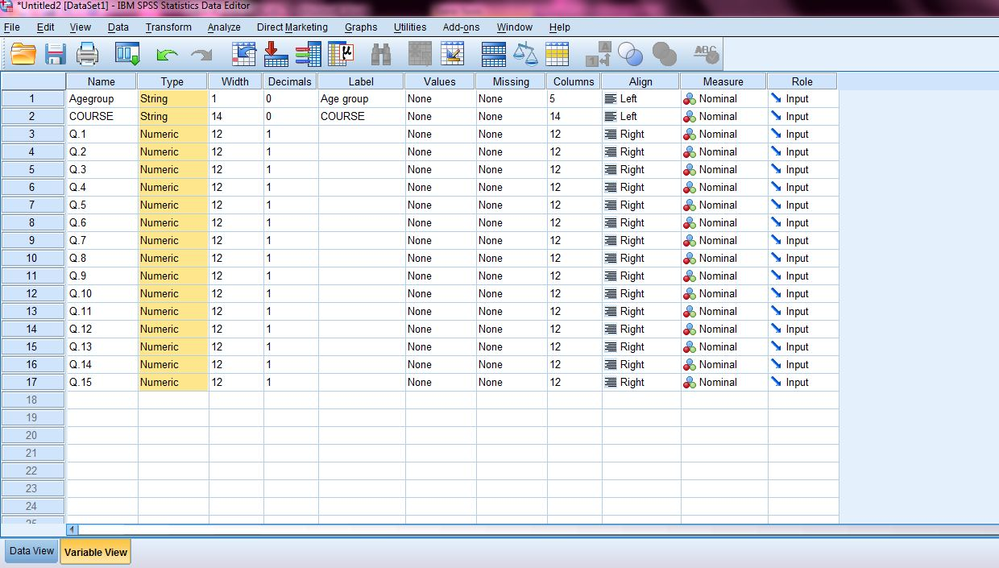 *Untitled2 [DataSet1] - IBM SPSS Statistics Data Editor
File Edit View Data Transform Analyze Direct Marketing Graphs Utilities Add-ons Window Help
Name Type Width Decimals Label Values Missing Columns Align Measure Role
1 Agegroup String 1 0 Age group None None 5 Left Nominal Input
2 COURSE String 14 0 COURSE None None 14 Left Nominal Input
3 Q.1 Numeric 12 1 None None 12 Right Nominal Input
4 Q.2 Numeric 12 1 None None 12 Right Nominal Input
5 Q.3 Numeric 12 1 None None 12 Right Nominal Input
6 Q.4 Numeric 12 1 None None 12 Right Nominal Input
7 Q.5 Numeric 12 1 None None 12 Right Nominal Input
8 Q.6 Numeric 12 1 None None 12 Right Nominal Input
9 Q.7 Numeric 12 1 None None 12 Right Nominal Input
10 Q.8 Numeric 12 1 None None 12 Right Nominal Input
11 Q.9 Numeric 12 1 None None 12 Right Nominal Input
12 Q.10 Numeric 12 1 None None 12 Right Nominal Input
13 Q.11 Numeric 12 1 None None 12 Right Nominal Input
14 Q.12 Numeric 12 1 None None 12 Right Nominal Input
15 Q.13 Numeric 12 1 None None 12 Right Nominal Input
16 Q.14 Numeric 12 1 None None 12 Right Nominal Input
17 Q.15 Numeric 12 1 None None 12 Right Nominal Input
18
19
20
21
22
23
24
25
Data View Variable View